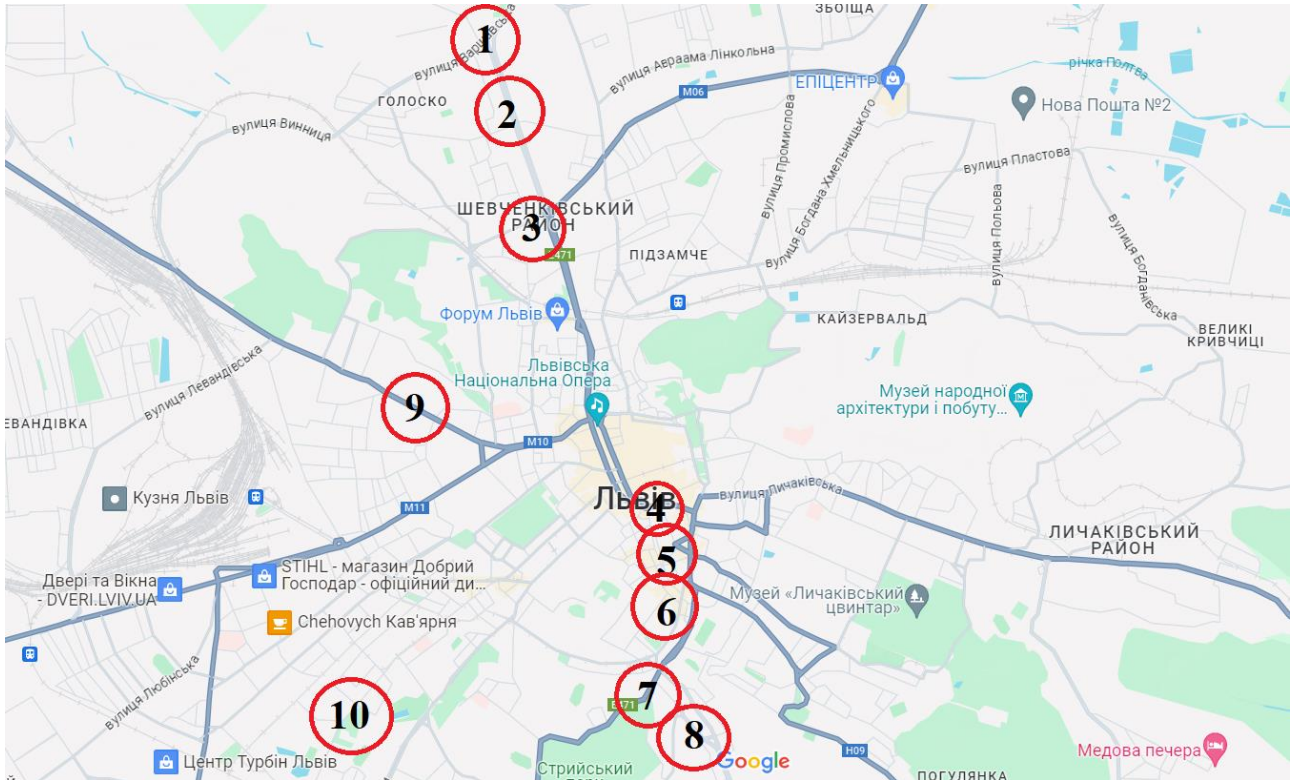 ЗБОЇЩА
1
вулиця Варшавська
вулиця Авраама Лінкольна
річка Полтва
ЕПІЦЕНТР
M06
ГОЛОСКО
2
Нова Пошта №2
вулиця Винниця
вулиця Промислова
вулиця Богдана Хмельницького
вулиця Пластова
ШЕВЧЕНКІВСЬКИЙ
РАЙОН
3
E471
ПІДЗАМЧЕ
вулиця Польова
вулиця Богданівська
Форум Львів
КАЙЗЕРВАЛЬД
ВЕЛИКІ
КРИВЧИЦІ
вулиця Левандівська
Львівська
Національна Опера
Музей народної
архітектури і побуту...
9
ЕВАНДІВКА
M10
Кузня Львів
M11
Львів
4
вулиця Личаківська
ЛИЧАКІВСЬКИЙ
РАЙОН
5
STIHL - магазин Добрий
Господар - офіційний ди...
Двері та Вікна
- DVERI.LVIV.UA
Музей «Личаківський
цвинтар»
6
Chehovych Кав'ярня
вулиця Любінська
7
E471
10
8
H09
Медова печера
Центр Турбін Львів
Google
Стрийський
парк
ПОГУЛЯНКА